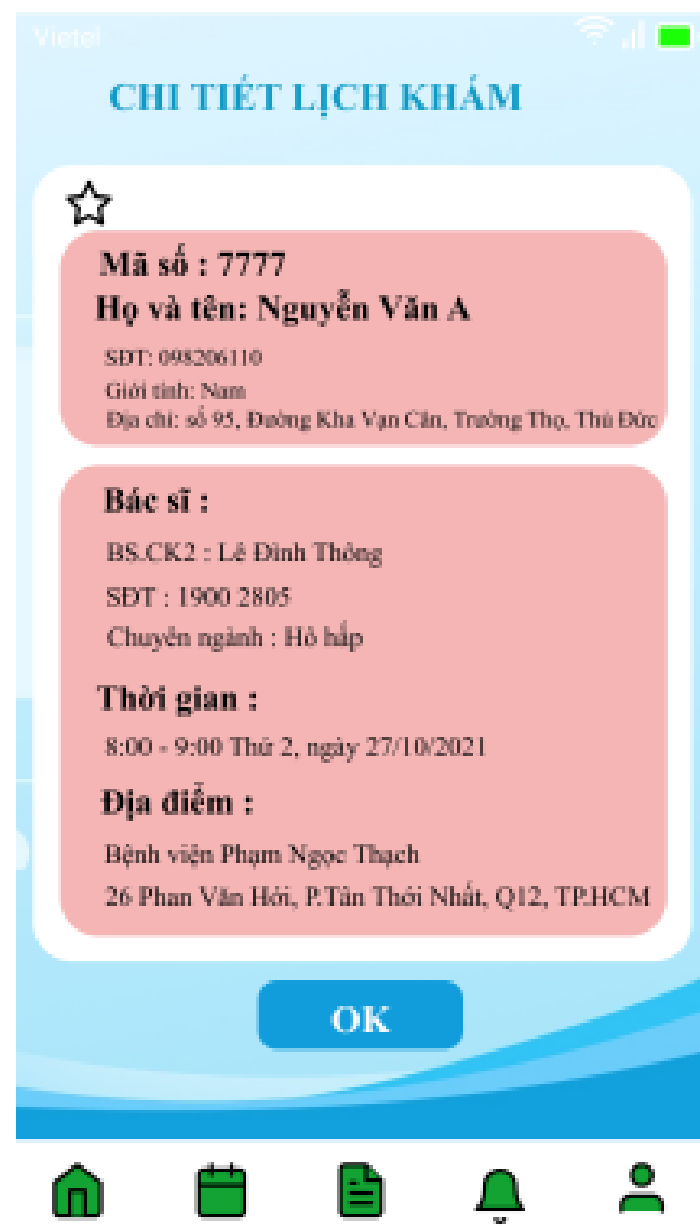 Vietel
CHI TIẾT LỊCH KHÁM
Mã số : 7777
Họ và tên: Nguyễn Văn A
SĐT: 098206110
Giới tính: Nam
Địa chỉ: số 95, Đường Kha Vạn Cân, Trường Thọ, Thủ Đức
Bác sĩ :
BS.CK2 : Lê Đình Thông
SĐT : 1900 2805
Chuyên ngành : Hô hấp
Thời gian :
8:00 - 9:00 Thứ 2, ngày 27/10/2021
Địa điểm :
Bệnh viện Phạm Ngọc Thạch
26 Phan Văn Hới, P.Tân Thới Nhất, Q12, TP.HCM
OK